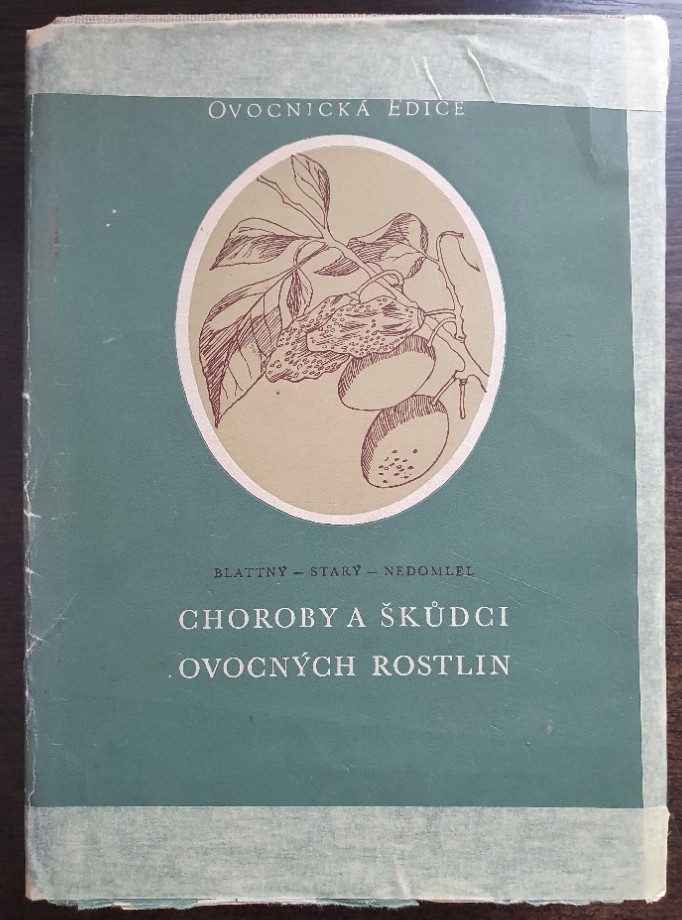 OVOCNICKÁ EDICE
BLATTNÝ – STARÝ – NEDOMLEL
CHOROBY A ŠKŮDCI
OVOCNÝCH ROSTLIN